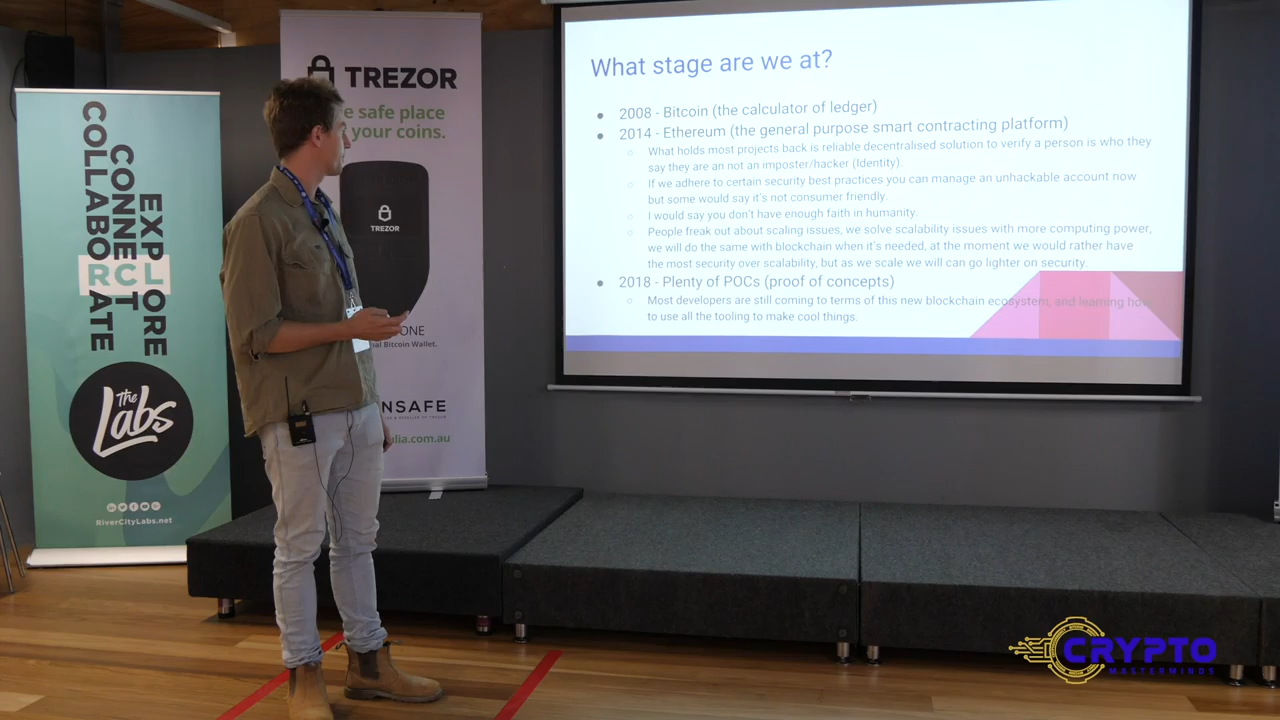 COLLABORATE
CONNECT
EXPLORE
RCL
the
Labs
RiverCityLabs.net
TREZOR
e safe place
your coins.
TREZOR
ONE
al Bitcoin Wallet.
NSAFE
lia.com.au
What stage are we at?
● 2008 - Bitcoin (the calculator of ledger)
● 2014 - Ethereum (the general purpose smart contracting platform)
○ What holds most projects back is reliable decentralised solution to verify a person is who they
say they are an not an imposter/hacker (Identity).
○ If we adhere to certain security best practices you can manage an unhackable account now
but some would say it's not consumer friendly.
○ I would say you don't have enough faith in humanity.
○ People freak out about scaling issues, we solve scalability issues with more computing power,
we will do the same with blockchain when it's needed, at the moment we would rather have
the most security over scalability, but as we scale we will can go lighter on security.
● 2018 - Plenty of POCs (proof of concepts)
○ Most developers are still coming to terms of this new blockchain ecosystem, and learning how
to use all the tooling to make cool things.
CRYPTO
MASTERMINDS